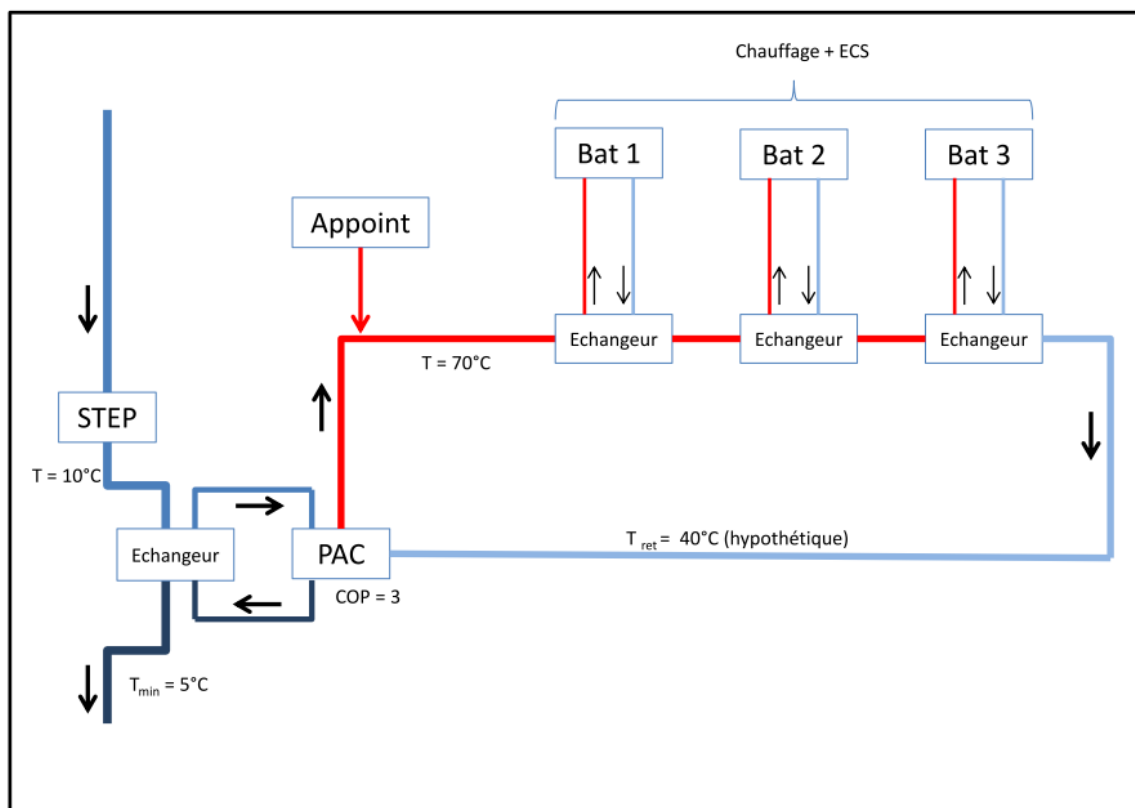 Chauffage + ECS
Bat 1
Bat 2
Bat 3
Appoint
Echangeur
Echangeur
Echangeur
T = 70°C
STEP
T = 10°C
Echangeur
PAC
T ret = 40°C (hypothétique)
COP = 3
Tmin = 5°C